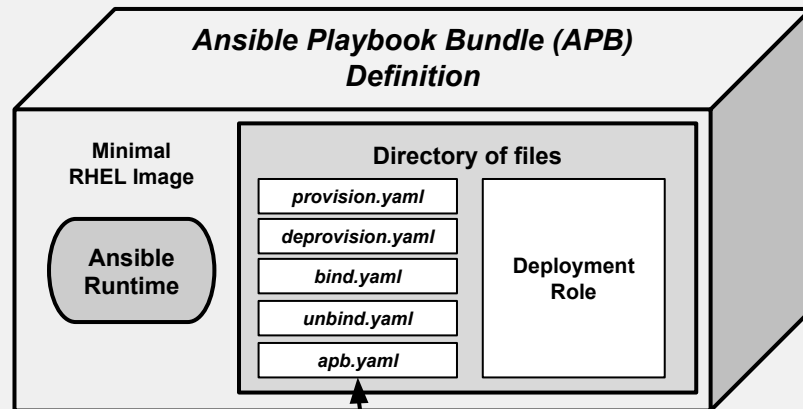 Ansible Playbook Bundle (APB)
Definition
Minimal
RHEL Image
Ansible
Runtime
Directory of files
provision.yaml
deprovision.yaml
bind.yaml
unbind.yaml
apb.yaml
Deployment
Role